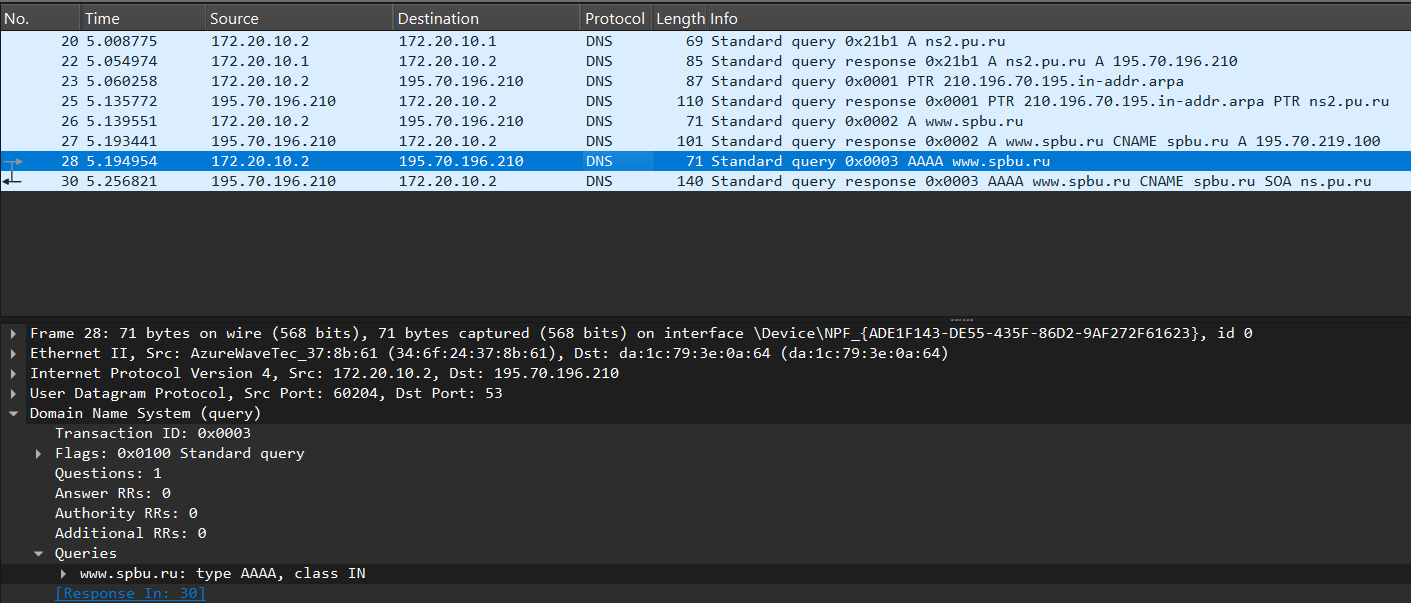 No. Time Source Destination Protocol Length Info
20 5.008775 172.20.10.2 172.20.10.1 DNS 69 Standard query 0x21b1 A ns2.pu.ru
22 5.054974 172.20.10.1 172.20.10.2 DNS 85 Standard query response 0x21b1 A ns2.pu.ru A 195.70.196.210
23 5.060258 172.20.10.2 195.70.196.210 DNS 87 Standard query 0x0001 PTR 210.196.70.195.in-addr.arpa
25 5.135772 195.70.196.210 172.20.10.2 DNS 110 Standard query response 0x0001 PTR 210.196.70.195.in-addr.arpa PTR ns2.pu.ru
26 5.139551 172.20.10.2 195.70.196.210 DNS 71 Standard query 0x0002 A www.spbu.ru
27 5.193441 195.70.196.210 172.20.10.2 DNS 101 Standard query response 0x0002 A www.spbu.ru CNAME spbu.ru A 195.70.219.100
28 5.194954 172.20.10.2 195.70.196.210 DNS 71 Standard query 0x0003 AAAA www.spbu.ru
30 5.256821 195.70.196.210 172.20.10.2 DNS 140 Standard query response 0x0003 AAAA www.spbu.ru CNAME spbu.ru SOA ns.pu.ru
Frame 28: 71 bytes on wire (568 bits), 71 bytes captured (568 bits) on interface \Device\NPF_{ADE1F143-DE55-435F-86D2-9AF272F61623}, id 0
Ethernet II, Src: AzureWaveTec_37:8b:61 (34:6f:24:37:8b:61), Dst: da:1c:79:3e:0a:64 (da:1c:79:3e:0a:64)
Internet Protocol Version 4, Src: 172.20.10.2, Dst: 195.70.196.210
User Datagram Protocol, Src Port: 60204, Dst Port: 53
Domain Name System (query)
Transaction ID: 0x0003
Flags: 0x0100 Standard query
Questions: 1
Answer RRs: 0
Authority RRs: 0
Additional RRs: 0
Queries
www.spbu.ru: type AAAA, class IN
[Response In: 30]